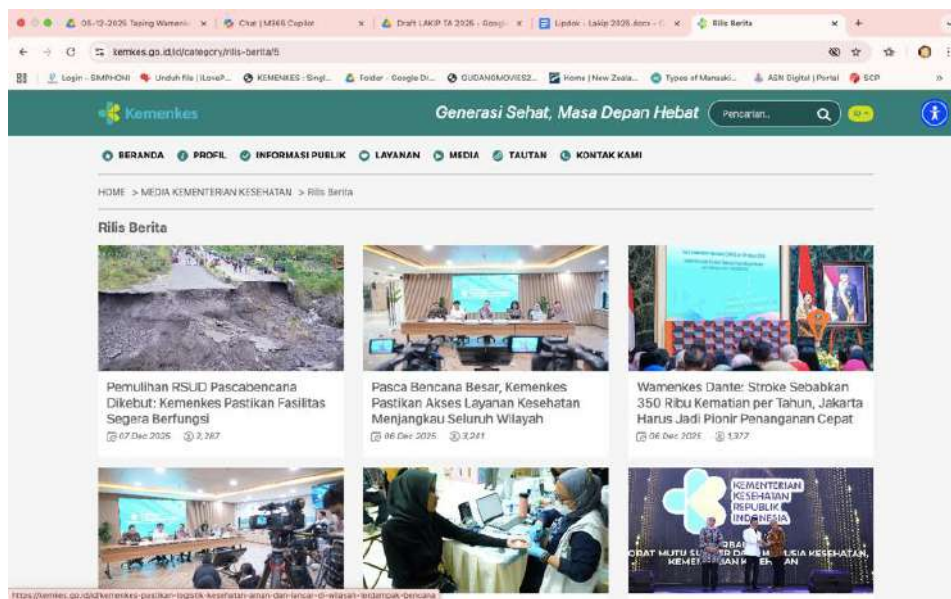 05-12-2025 Taping Wamenk
Chat | M365 Copilot
Draft LAKIP TA 2025 - Googl
Lipdok - Lakip 2025.docx -
Rilis Berita
kemkes.go.id/id/category/rilis-berita/5
Login - SIMPHONI
Unduh File | iLoveP...
KEMENKES : Singl...
Folder - Google Dr...
GUDANGMOVIES2...
Home | New Zeala...
Types of Manaski...
ASN Digital | Portal
SCP
Kemenkes
Generasi Sehat, Masa Depan Hebat
Pencarian..
BERANDA
PROFIL
INFORMASI PUBLIK
LAYANAN
MEDIA
TAUTAN
KONTAK KAMI
HOME > MEDIA KEMENTERIAN KESEHATAN > Rilis Berita
Rilis Berita
Pemulihan RSUD Pascabencana
Dikebut: Kemenkes Pastikan Fasilitas
Segera Berfungsi
07 Dec 2025 2,287
Pasca Bencana Besar, Kemenkes
Pastikan Akses Layanan Kesehatan
Menjangkau Seluruh Wilayah
06 Dec 2025 3,241
Wamenkes Dante: Stroke Sebabkan
350 Ribu Kematian per Tahun, Jakarta
Harus Jadi Pionir Penanganan Cepat
06 Dec 2025 1,377
KEMENTERIAN
KESEHATAN
REPUBLIK
INDONESIA
https://kemkes.go.id/id/kemenkes-pastikan-logistik-kesehatan-aman-dan-lancar-di-wilayah-terdampak-bencana